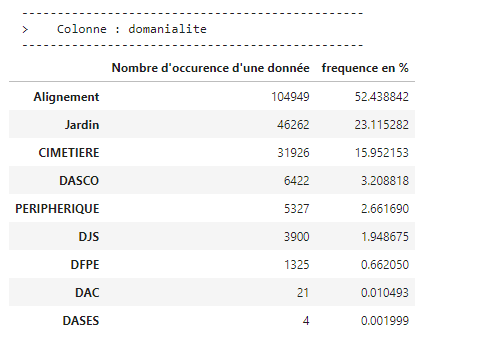 --------------------------------------------------
>    Colonne : domanialite
--------------------------------------------------
Nombre d'occurence d'une donnée frequence en %
Alignement 104949 52.438842
Jardin 46262 23.115282
CIMETIERE 31926 15.952153
DASCO 6422 3.208818
PERIPHERIQUE 5327 2.661690
DJS 3900 1.948675
DFPE 1325 0.662050
DAC 21 0.010493
DASES 4 0.001999